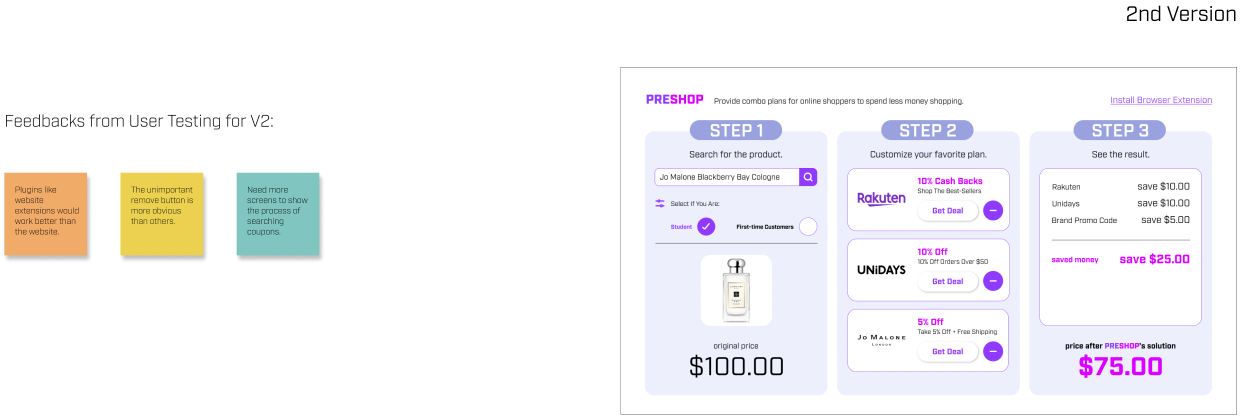 2nd Version
Feedbacks from User Testing for V2:
Plugins like
website
extensions would
work better than
the website.
The unimportant
remove button is
more obvious
than others.
Need more
screens to show
the process of
searching
coupons.
PRESHOP Provide combo plans for online shoppers to spend less money shopping. Install Browser Extension
STEP 1
Search for the product.
Jo Malone Blackberry Bay Cologne
Select If You Are:
Student First-time Customers
original price
$100.00
STEP 2
Customize your favorite plan.
Rakuten
10% Cash Backs
Shop The Best-Sellers
Get Deal
UNiDAYS
10% Off
10% Off Orders Over $50
Get Deal
JO MALONE
LONDON
5% Off
Take 5% Off + Free Shipping
Get Deal
STEP 3
See the result.
Rakuten save $10.00
Unidays save $10.00
Brand Promo Code save $5.00
saved money save $25.00
price after PRESHOP's solution
$75.00